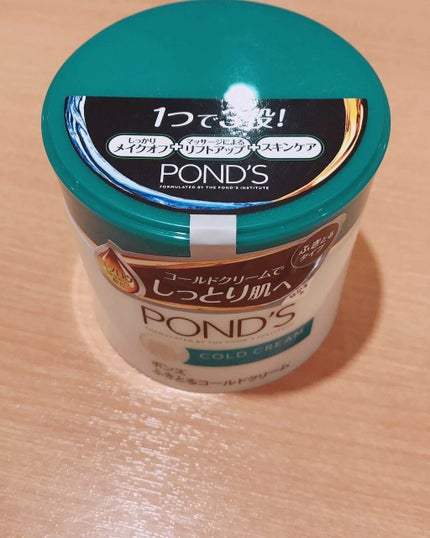 1つで3役!
しっかり
メイクオフ
+
マッサージによる
リフトアップ
+
スキンケア
POND'S
FORMULATED BY THE POND'S INSTITUTE
ふきとる
タイプ
コールドクリームで
しっとり肌へ
POND'S
FORMULATED BY THE POND'S INSTITUTE
COLD CREAM
ポンズ
ふきとるコールドクリーム